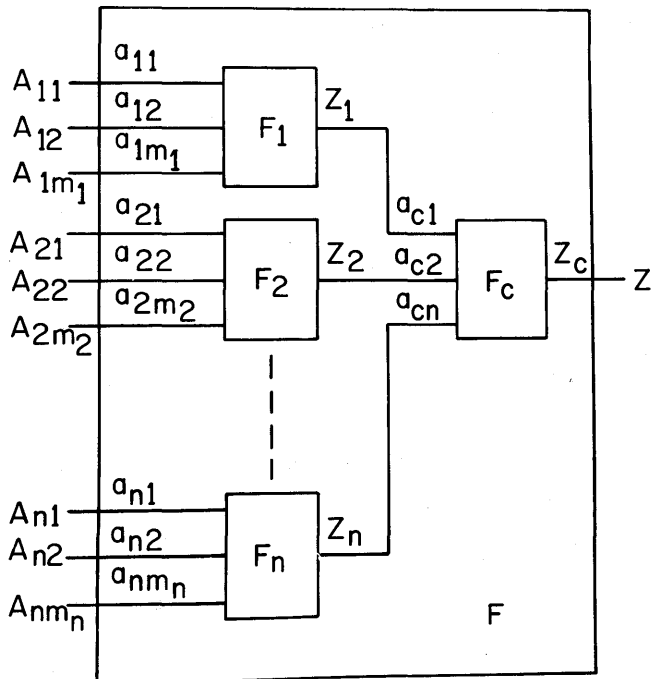 a11
A11
a12
A12
a1m1
A1m1
F1
Z1
ac1
a21
A21
a22
A22
a2m2
A2m2
F2
Z2
ac2
acn
Fc
Zc
Z
an1
An1
an2
An2
anmn
Anmn
Fn
Zn
F